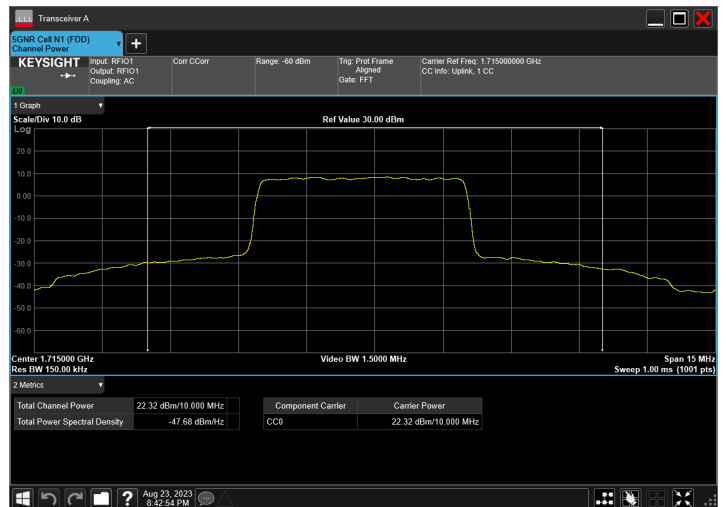 Transceiver A
5GNR Cell N1 (FDD)
Channel Power
KEYSIGHT
LXI
Input: RFIO1
Output: RFIO1
Coupling: AC
Corr CCorr
Range: -60 dBm
Trig: Prot Frame
Aligned
Gate: FFT
Carrier Ref Freq: 1.715000000 GHz
CC Info: Uplink, 1 CC
1 Graph
Scale/Div 10.0 dB
Ref Value 30.00 dBm
Log
20.0
10.0
0.00
-10.0
-20.0
-30.0
-40.0
-50.0
-60.0
Center 1.715000 GHz
Video BW 1.5000 MHz
Span 15 MHz
Res BW 150.00 kHz
Sweep 1.00 ms (1001 pts)
2 Metrics
Total Channel Power 22.32 dBm/10.000 MHz
Total Power Spectral Density -47.68 dBm/Hz
Component Carrier Carrier Power
CC0 22.32 dBm/10.000 MHz
Aug 23, 2023
8:42:54 PM